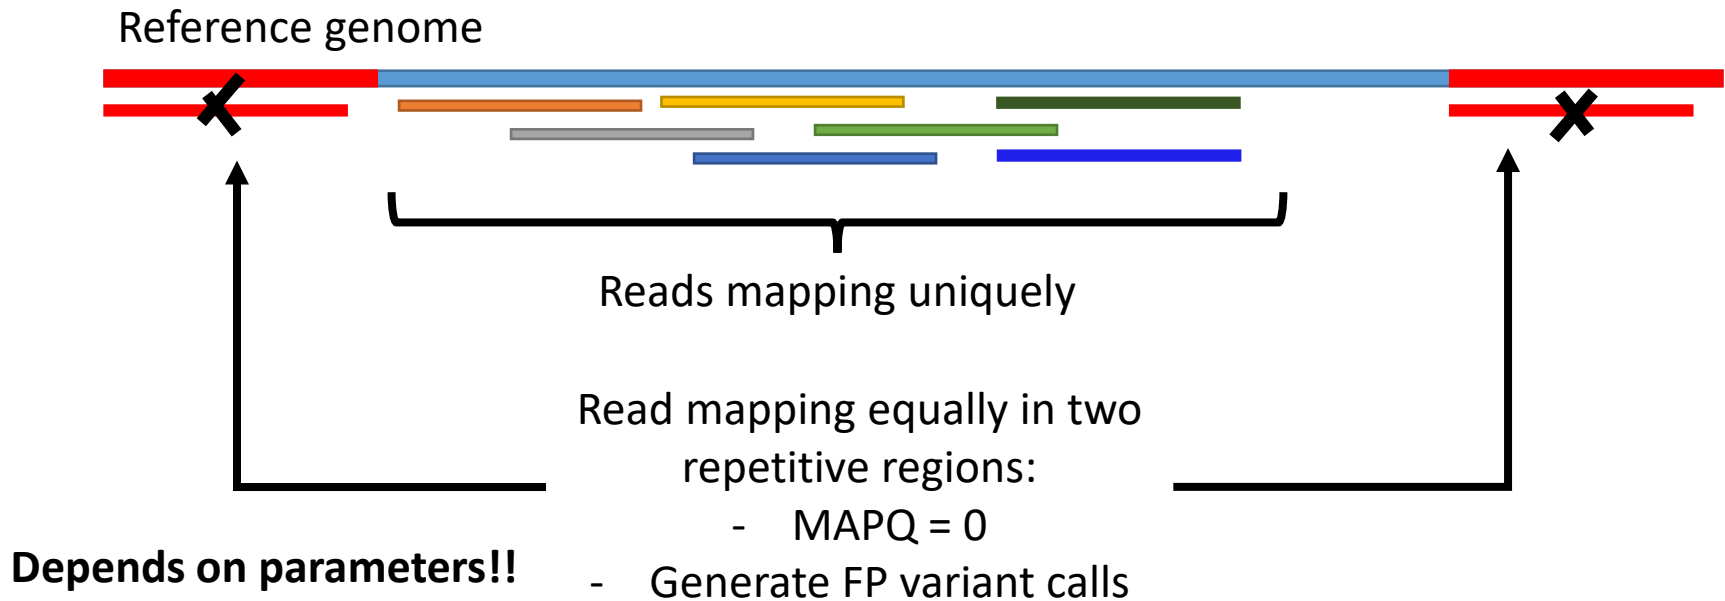 Reference genome
Reads mapping uniquely
Read mapping equally in two
repetitive regions:
- MAPQ = 0
- Generate FP variant calls
Depends on parameters!!